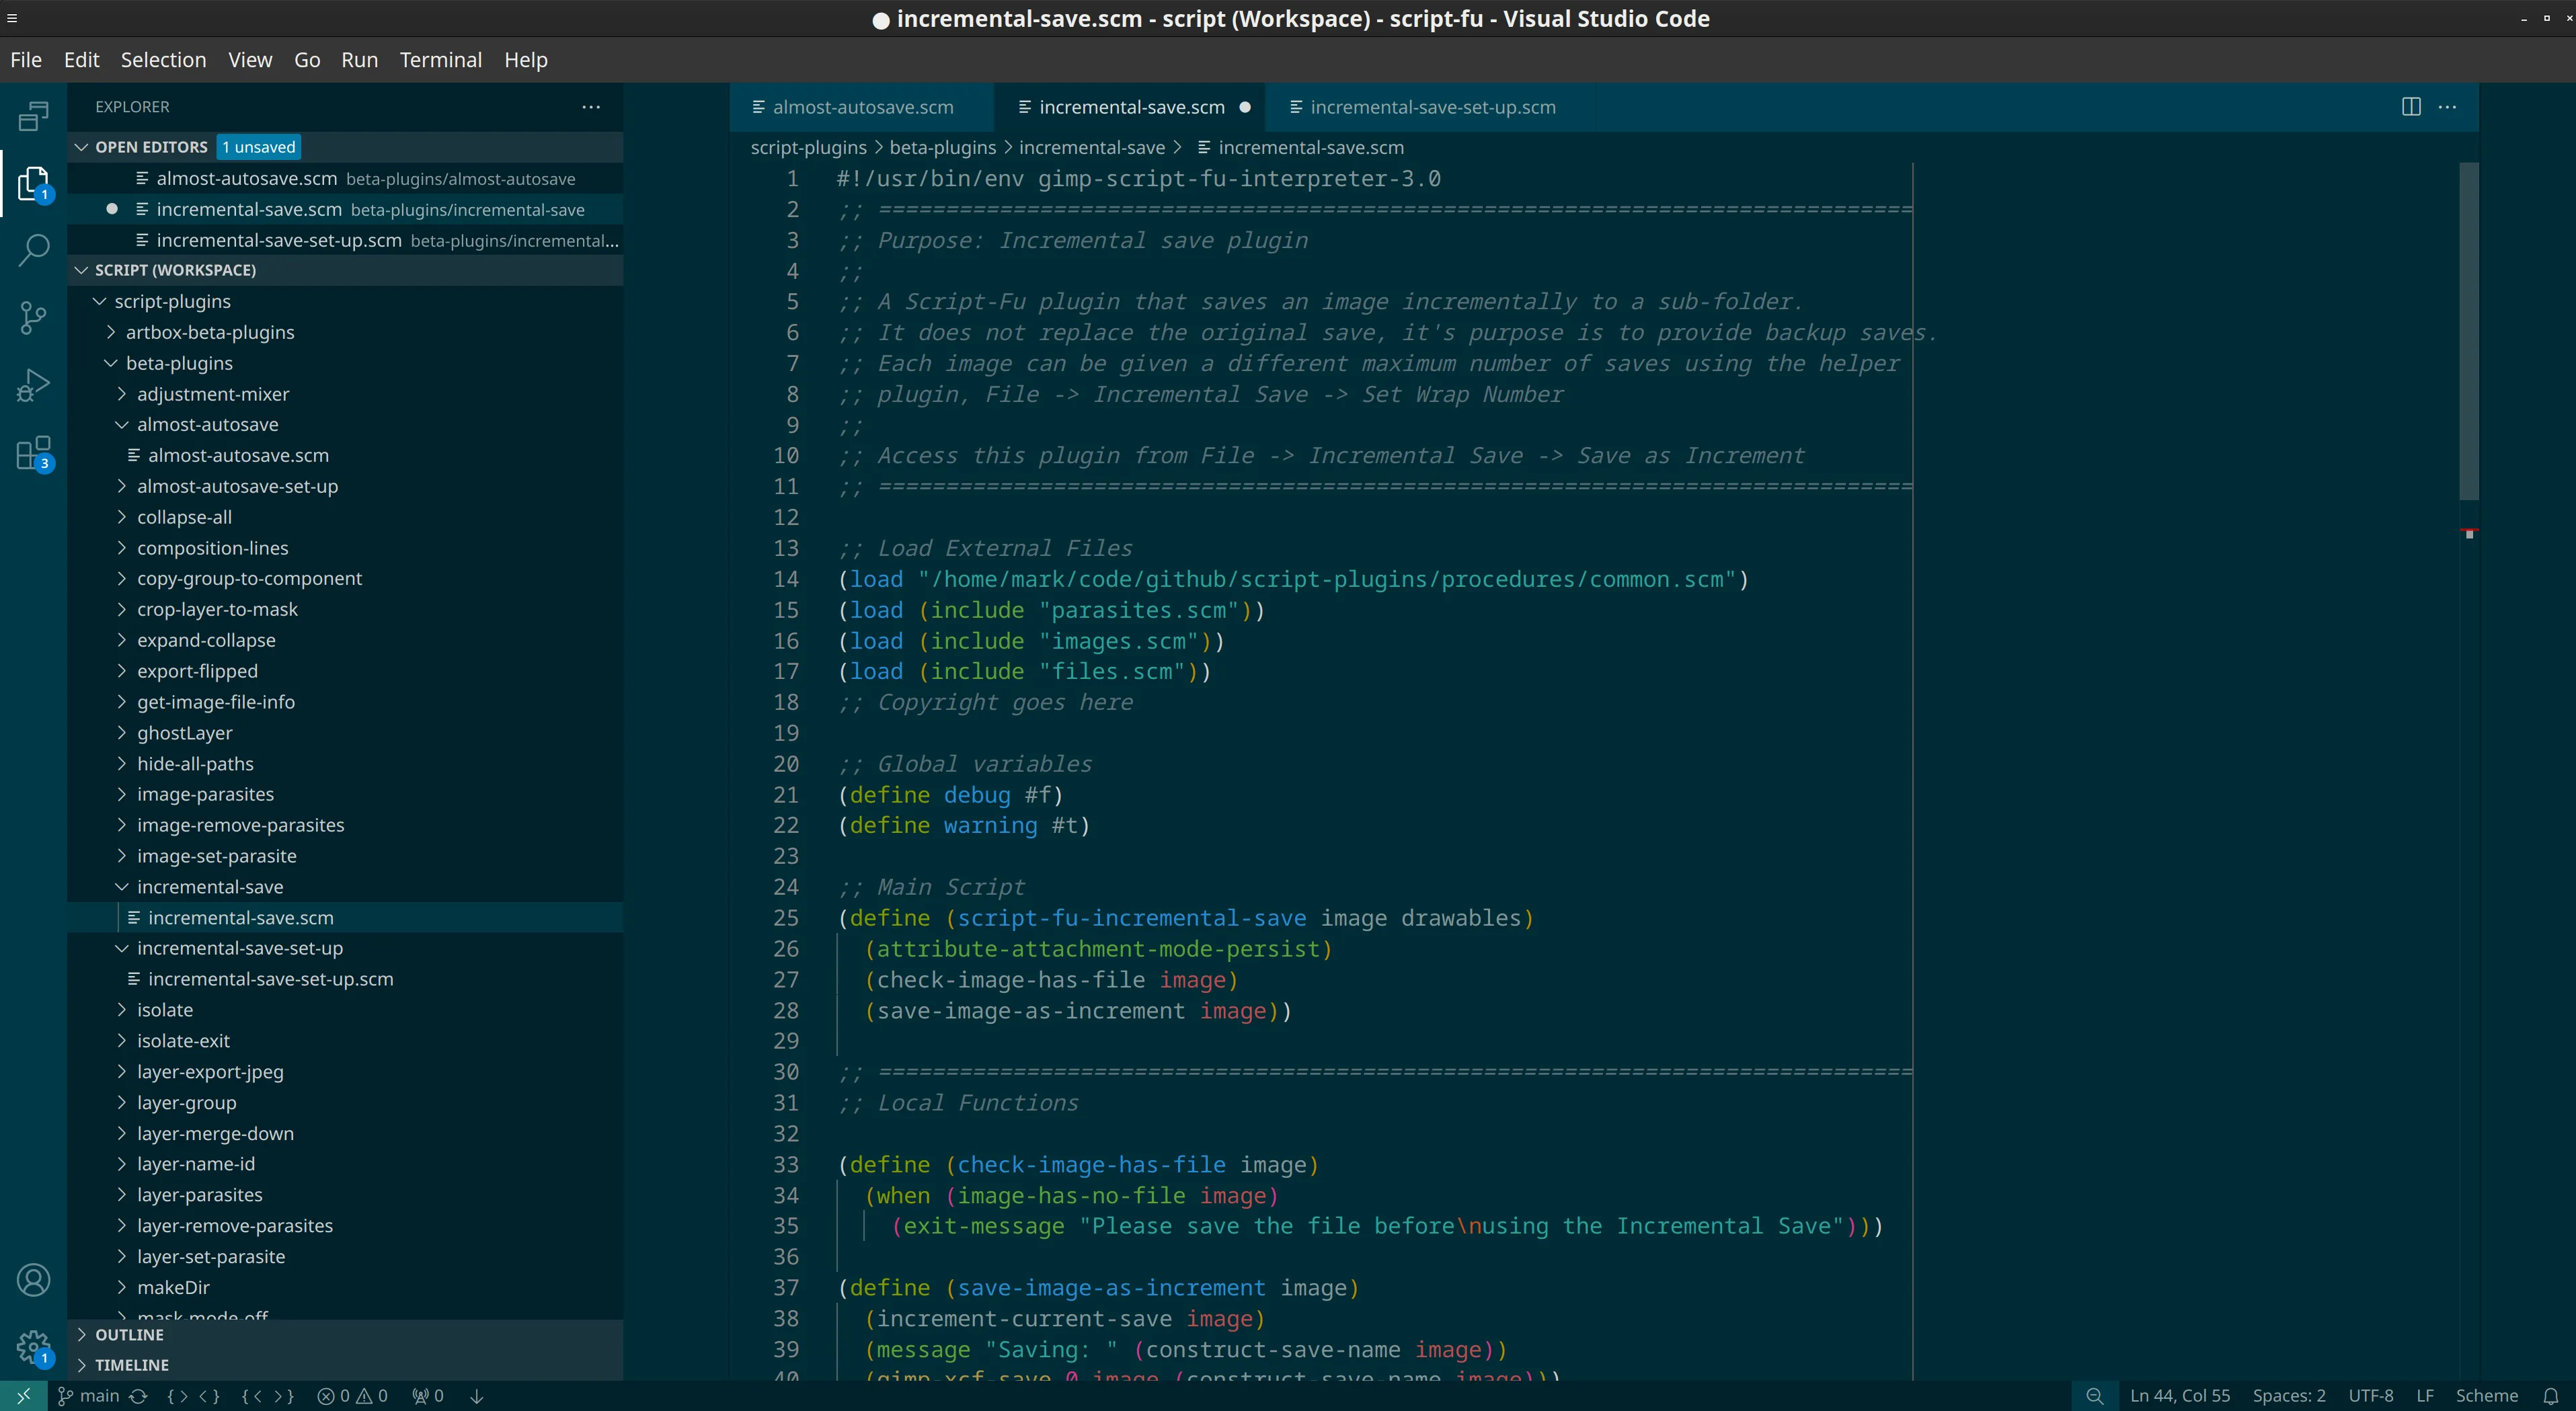 ● incremental-save.scm - script (Workspace) - script-fu - Visual Studio Code
File Edit Selection View Go Run Terminal Help
EXPLORER
OPEN EDITORS 1 unsaved
almost-autosave.scm beta-plugins/almost-autosave
incremental-save.scm beta-plugins/incremental-save
incremental-save-set-up.scm beta-plugins/incremental...
SCRIPT (WORKSPACE)
script-plugins
artbox-beta-plugins
beta-plugins
adjustment-mixer
almost-autosave
almost-autosave.scm
almost-autosave-set-up
collapse-all
composition-lines
copy-group-to-component
crop-layer-to-mask
expand-collapse
export-flipped
get-image-file-info
ghostLayer
hide-all-paths
image-parasites
image-remove-parasites
image-set-parasite
incremental-save
incremental-save.scm
incremental-save-set-up
incremental-save-set-up.scm
isolate
isolate-exit
layer-export-jpeg
layer-group
layer-merge-down
layer-name-id
layer-parasites
layer-remove-parasites
layer-set-parasite
makeDir
mask-mode-off
OUTLINE
TIMELINE
1
3
1
almost-autosave.scm incremental-save.scm ● incremental-save-set-up.scm
script-plugins > beta-plugins > incremental-save > incremental-save.scm
1 #!/usr/bin/env gimp-script-fu-interpreter-3.0
2 ;; =============================================================================
3 ;; Purpose: Incremental save plugin
4 ;;
5 ;; A Script-Fu plugin that saves an image incrementally to a sub-folder.
6 ;; It does not replace the original save, it's purpose is to provide backup saves.
7 ;; Each image can be given a different maximum number of saves using the helper
8 ;; plugin, File -> Incremental Save -> Set Wrap Number
9 ;;
10 ;; Access this plugin from File -> Incremental Save -> Save as Increment
11 ;; =============================================================================
12
13 ;; Load External Files
14 (load "/home/mark/code/github/script-plugins/procedures/common.scm")
15 (load (include "parasites.scm"))
16 (load (include "images.scm"))
17 (load (include "files.scm"))
18 ;; Copyright goes here
19
20 ;; Global variables
21 (define debug #f)
22 (define warning #t)
23
24 ;; Main Script
25 (define (script-fu-incremental-save image drawables)
26 (attribute-attachment-mode-persist)
27 (check-image-has-file image)
28 (save-image-as-increment image))
29
30 ;; =============================================================================
31 ;; Local Functions
32
33 (define (check-image-has-file image)
34 (when (image-has-no-file image)
35 (exit-message "Please save the file before\nusing the Incremental Save")))
36
37 (define (save-image-as-increment image)
38 (increment-current-save image)
39 (message "Saving: " (construct-save-name image))
40 (gimp-xcf-save 0 image (construct-save-name image)))
main {> <} {< >} 0 0 0 Ln 44, Col 55 Spaces: 2 UTF-8 LF Scheme